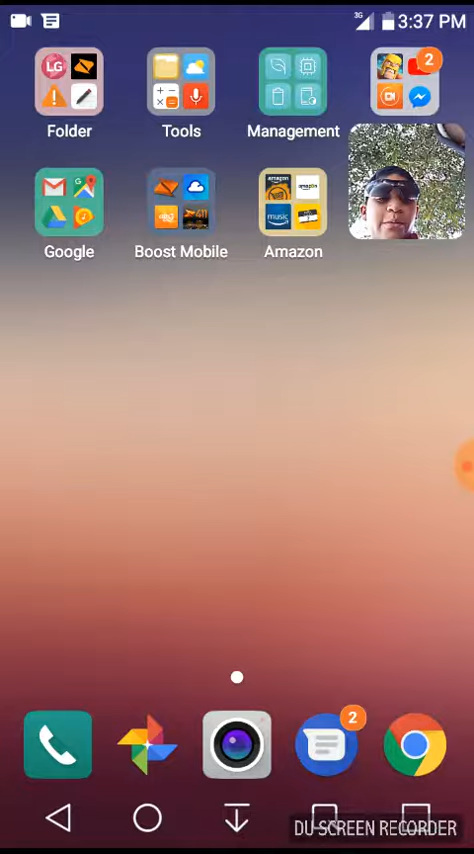 3G 3:37 PM
LG 2
Folder Tools Management
amazon
music
Google Boost Mobile Amazon
2
DU SCREEN RECORDER